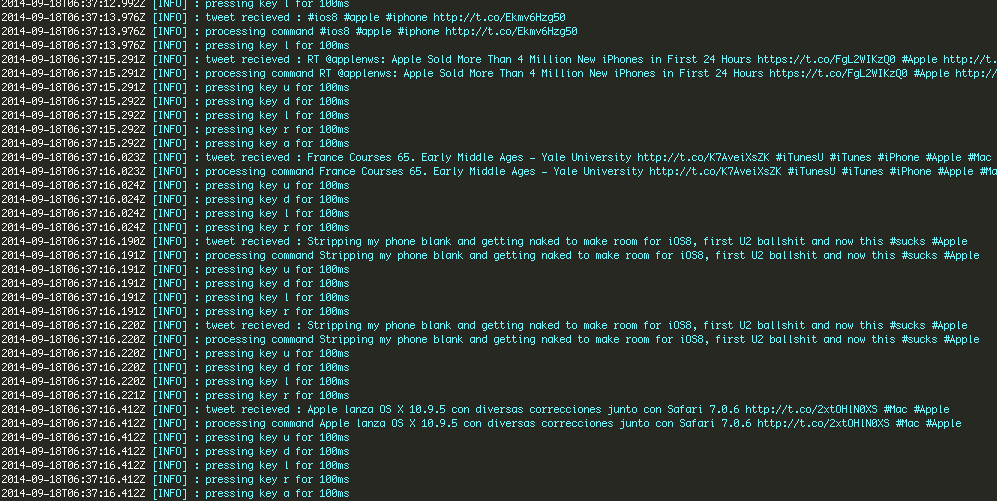 2014-09-18T06:37:12.992Z [INFO] : pressing key l for 100ms
2014-09-18T06:37:13.976Z [INFO] : tweet recieved : #ios8 #apple #iphone http://t.co/Ekmv6Hzg50
2014-09-18T06:37:13.976Z [INFO] : processing command #ios8 #apple #iphone http://t.co/Ekmv6Hzg50
2014-09-18T06:37:13.976Z [INFO] : pressing key l for 100ms
2014-09-18T06:37:15.291Z [INFO] : tweet recieved : RT @applenws: Apple Sold More Than 4 Million New iPhones in First 24 Hours https://t.co/FgL2WIKzQ0 #Apple http://t.
2014-09-18T06:37:15.291Z [INFO] : processing command RT @applenws: Apple Sold More Than 4 Million New iPhones in First 24 Hours https://t.co/FgL2WIKzQ0 #Apple http:/
2014-09-18T06:37:15.291Z [INFO] : pressing key u for 100ms
2014-09-18T06:37:15.292Z [INFO] : pressing key d for 100ms
2014-09-18T06:37:15.292Z [INFO] : pressing key l for 100ms
2014-09-18T06:37:15.292Z [INFO] : pressing key r for 100ms
2014-09-18T06:37:15.292Z [INFO] : pressing key a for 100ms
2014-09-18T06:37:16.023Z [INFO] : tweet recieved : France Courses 65. Early Middle Ages – Yale University http://t.co/K7AveiXsZK #iTunesU #iTunes #iPhone #Apple #Mac
2014-09-18T06:37:16.023Z [INFO] : processing command France Courses 65. Early Middle Ages – Yale University http://t.co/K7AveiXsZK #iTunesU #iTunes #iPhone #Apple #Ma
2014-09-18T06:37:16.024Z [INFO] : pressing key u for 100ms
2014-09-18T06:37:16.024Z [INFO] : pressing key d for 100ms
2014-09-18T06:37:16.024Z [INFO] : pressing key l for 100ms
2014-09-18T06:37:16.024Z [INFO] : pressing key r for 100ms
2014-09-18T06:37:16.190Z [INFO] : tweet recieved : Stripping my phone blank and getting naked to make room for iOS8, first U2 ballshit and now this #sucks #Apple
2014-09-18T06:37:16.191Z [INFO] : processing command Stripping my phone blank and getting naked to make room for iOS8, first U2 ballshit and now this #sucks #Apple
2014-09-18T06:37:16.191Z [INFO] : pressing key u for 100ms
2014-09-18T06:37:16.191Z [INFO] : pressing key d for 100ms
2014-09-18T06:37:16.191Z [INFO] : pressing key l for 100ms
2014-09-18T06:37:16.191Z [INFO] : pressing key r for 100ms
2014-09-18T06:37:16.220Z [INFO] : tweet recieved : Stripping my phone blank and getting naked to make room for iOS8, first U2 ballshit and now this #sucks #Apple
2014-09-18T06:37:16.220Z [INFO] : processing command Stripping my phone blank and getting naked to make room for iOS8, first U2 ballshit and now this #sucks #Apple
2014-09-18T06:37:16.220Z [INFO] : pressing key u for 100ms
2014-09-18T06:37:16.220Z [INFO] : pressing key d for 100ms
2014-09-18T06:37:16.220Z [INFO] : pressing key l for 100ms
2014-09-18T06:37:16.221Z [INFO] : pressing key r for 100ms
2014-09-18T06:37:16.412Z [INFO] : tweet recieved : Apple lanza OS X 10.9.5 con diversas correcciones junto con Safari 7.0.6 http://t.co/2xtOHlN0XS #Mac #Apple
2014-09-18T06:37:16.412Z [INFO] : processing command Apple lanza OS X 10.9.5 con diversas correcciones junto con Safari 7.0.6 http://t.co/2xtOHlN0XS #Mac #Apple
2014-09-18T06:37:16.412Z [INFO] : pressing key u for 100ms
2014-09-18T06:37:16.412Z [INFO] : pressing key d for 100ms
2014-09-18T06:37:16.412Z [INFO] : pressing key l for 100ms
2014-09-18T06:37:16.412Z [INFO] : pressing key r for 100ms
2014-09-18T06:37:16.412Z [INFO] : pressing key a for 100ms